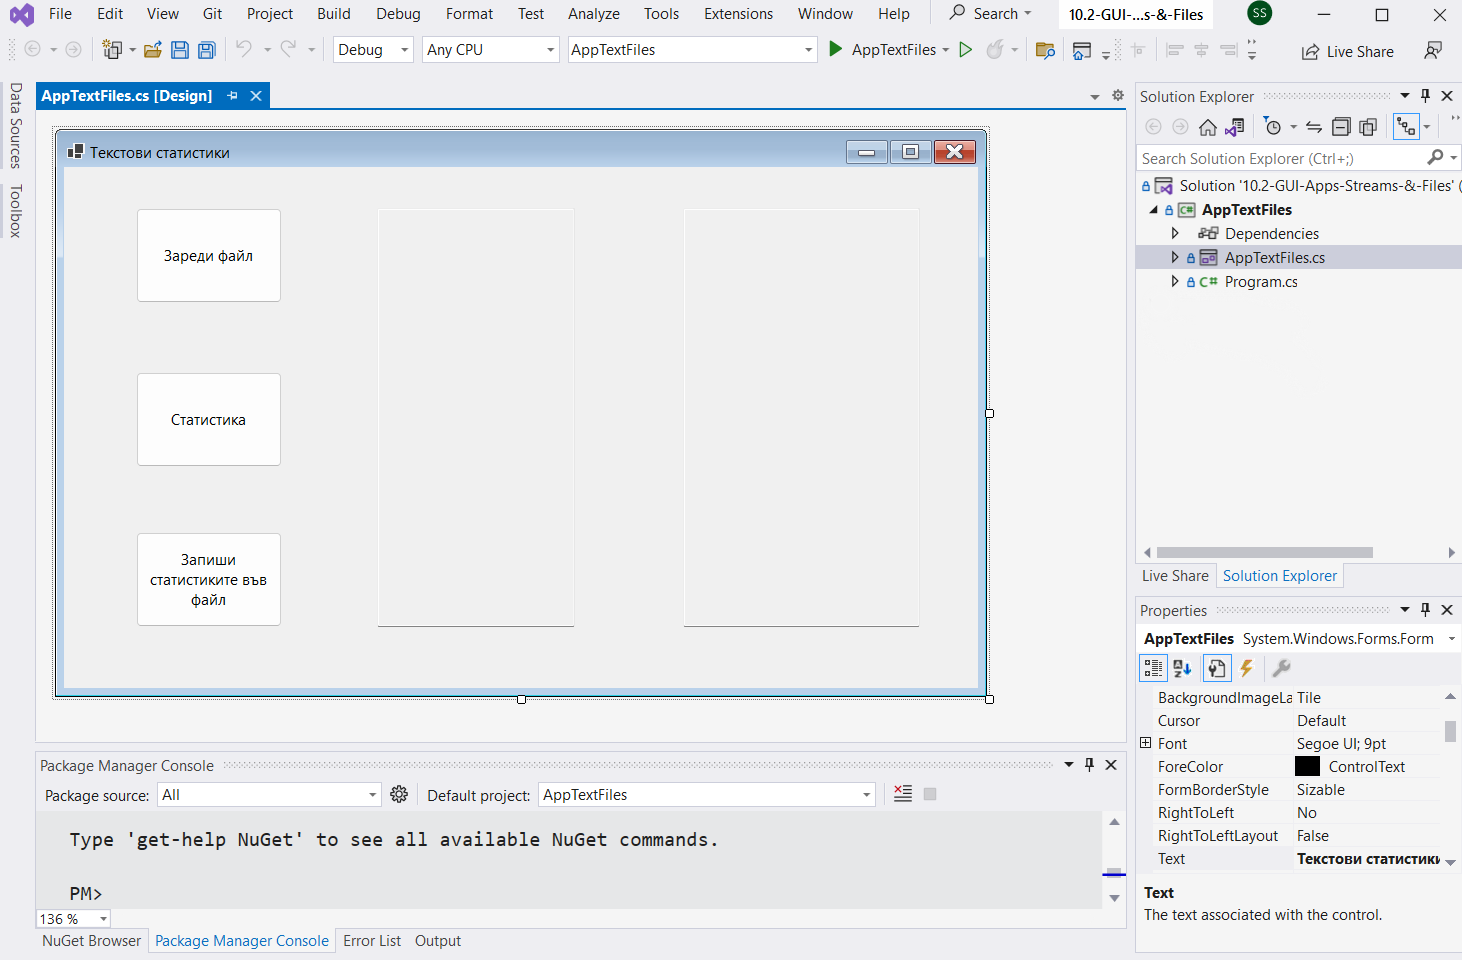 File Edit View Git Project Build Debug Format Test Analyze Tools Extensions Window Help Search 10.2-GUI-...s-&-Files SS
Debug Any CPU AppTextFiles AppTextFiles Live Share
Data Sources
Toolbox
AppTextFiles.cs [Design]
Текстови статистики
Зареди файл
Статистика
Запиши
статистиките във
файл
Package Manager Console
Package source: All Default project: AppTextFiles
Type 'get-help NuGet' to see all available NuGet commands.
PM>
136 %
NuGet Browser Package Manager Console Error List Output
Solution Explorer
Search Solution Explorer (Ctrl+;)
Solution '10.2-GUI-Apps-Streams-&-Files' (
AppTextFiles
Dependencies
AppTextFiles.cs
C# Program.cs
Live Share Solution Explorer
Properties
AppTextFiles System.Windows.Forms.Form
BackgroundImageLa Tile
Cursor Default
Font Segoe UI; 9pt
ForeColor ControlText
FormBorderStyle Sizable
RightToLeft No
RightToLeftLayout False
Text Текстови статистики
Text
The text associated with the control.